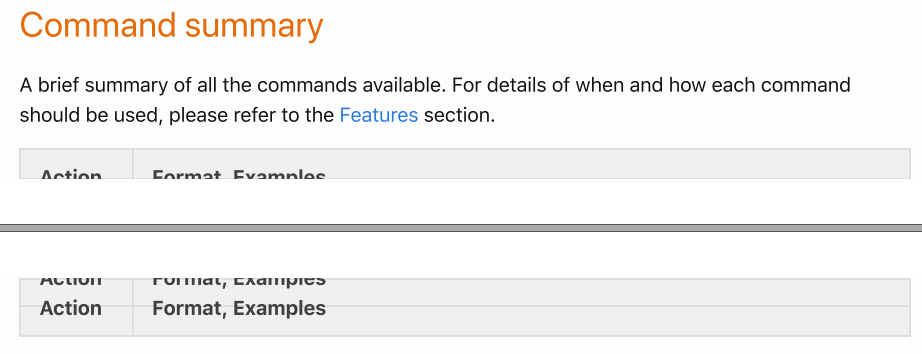 Command summary
A brief summary of all the commands available. For details of when and how each command
should be used, please refer to the Features section.
Action Format, Examples
Action Format, Examples
Action Format, Examples